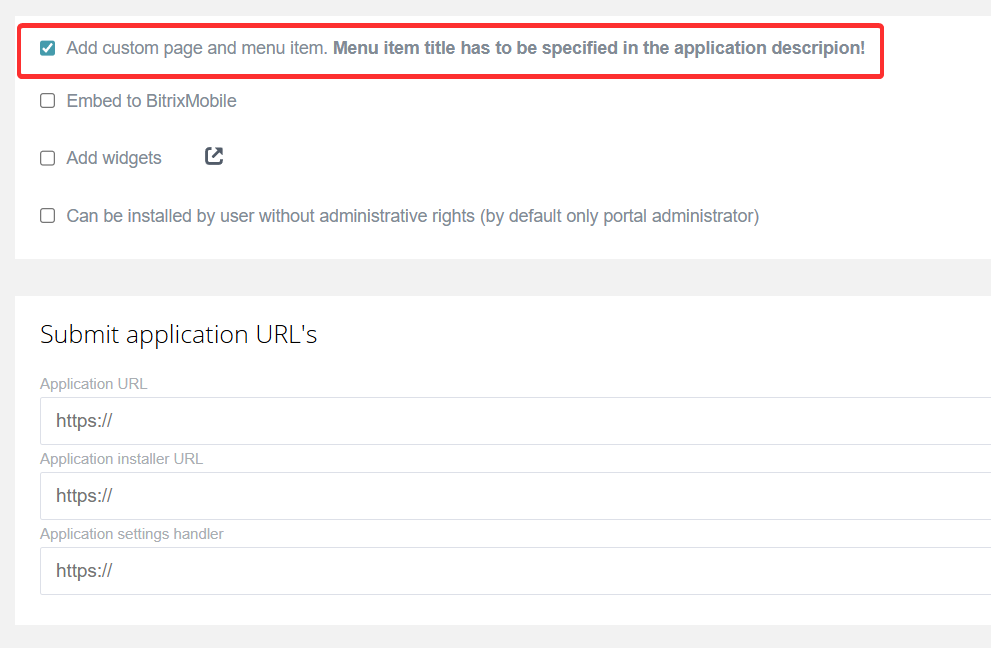 Add custom page and menu item. Menu item title has to be specified in the application descripion!
Embed to BitrixMobile
Add widgets
Can be installed by user without administrative rights (by default only portal administrator)
Submit application URL's
Application URL
https://
Application installer URL
https://
Application settings handler
https://